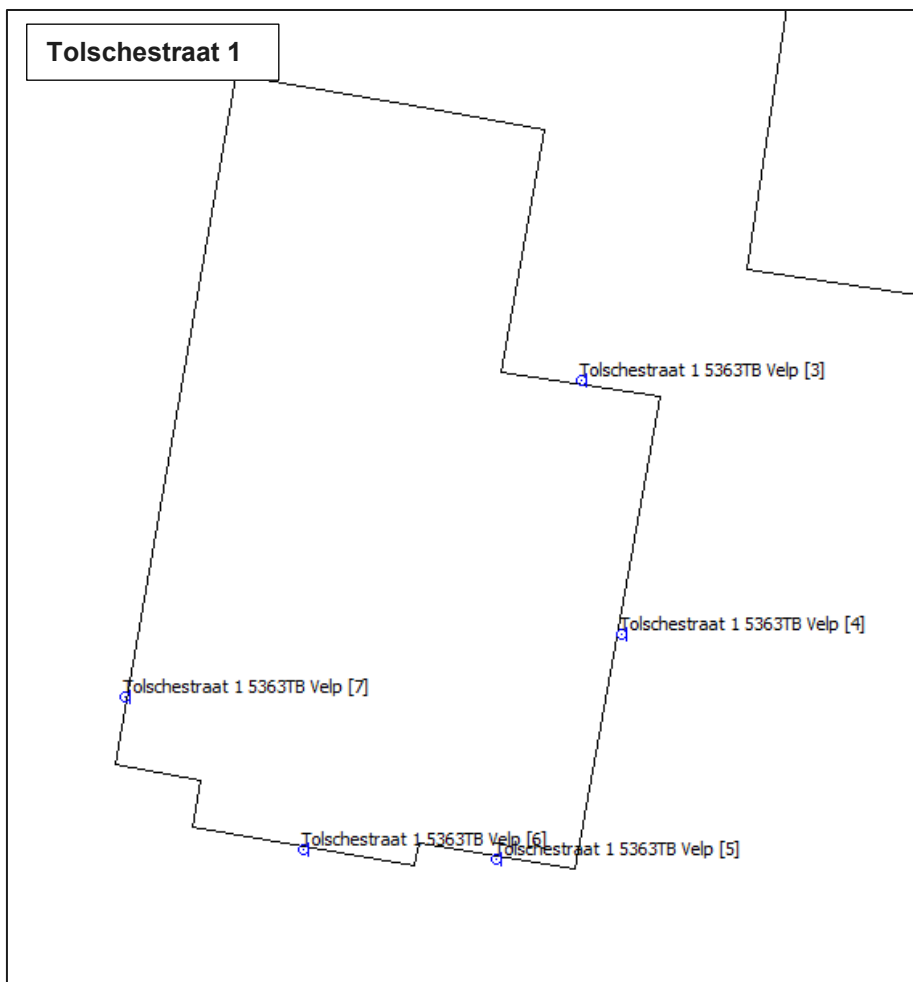 Tolschestraat 1
Tolschestraat 1 5363TB Velp [3]
Tolschestraat 1 5363TB Velp [4]
Tolschestraat 1 5363TB Velp [7]
Tolschestraat 1 5363TB Velp [6]
Tolschestraat 1 5363TB Velp [5]